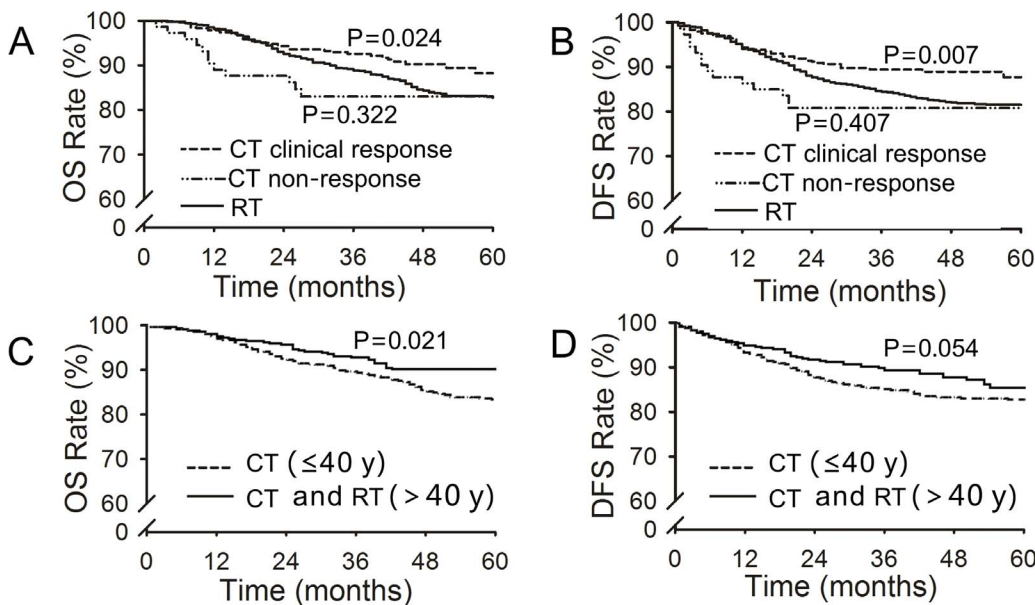 A
OS Rate (%)
100
90
80
70
60
0
P=0.024
P=0.322
CT clinical response
CT non-response
RT
0 12 24 36 48 60
Time (months)
B
DFS Rate (%)
100
90
80
70
60
0
P=0.007
P=0.407
CT clinical response
CT non-response
RT
0 12 24 36 48 60
Time (months)
C
OS Rate (%)
100
90
80
70
60
0
P=0.021
CT (≤40 y)
CT and RT (> 40 y)
0 12 24 36 48 60
Time (months)
D
DFS Rate (%)
100
90
80
70
60
0
P=0.054
CT (≤40 y)
CT and RT (> 40 y)
0 12 24 36 48 60
Time (months)